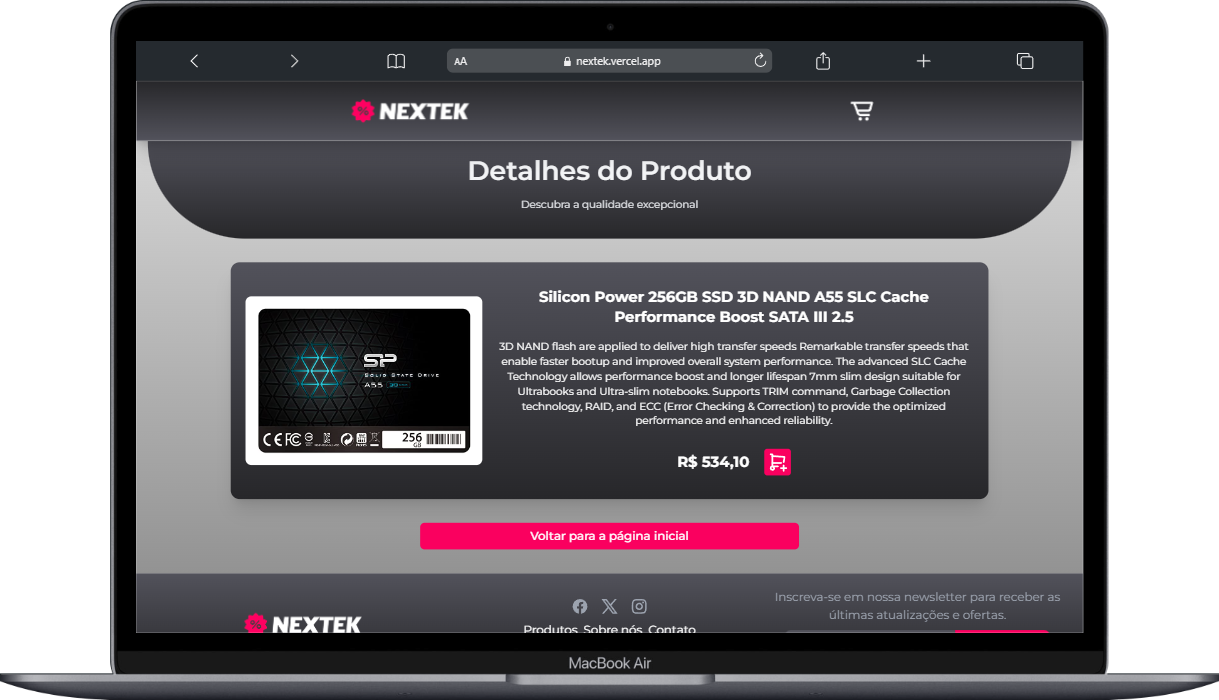 AA
nextek.vercel.app
% NEXTEK
Detalhes do Produto
Descubra a qualidade excepcional
Silicon Power 256GB SSD 3D NAND A55 SLC Cache
Performance Boost SATA III 2.5
3D NAND flash are applied to deliver high transfer speeds Remarkable transfer speeds that
enable faster bootup and improved overall system performance. The advanced SLC Cache
Technology allows performance boost and longer lifespan 7mm slim design suitable for
Ultrabooks and Ultra-slim notebooks. Supports TRIM command, Garbage Collection
technology, RAID, and ECC (Error Checking & Correction) to provide the optimized
performance and enhanced reliability.
SP
SOLID STATE DRIVE
A55
CE FC
256
GB
R$ 534,10
Voltar para a página inicial
% NEXTEK
Produtos Sobre nós Contato
Inscreva-se em nossa newsletter para receber as
últimas atualizações e ofertas.
MacBook Air